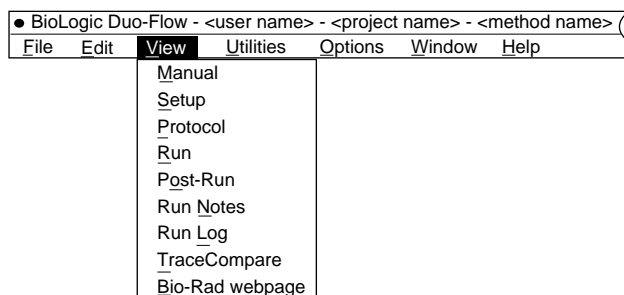 ● BioLogic Duo-Flow - <user name> - <project name> - <method name>
File Edit View Utilities Options Window Help
Manual
Setup
Protocol
Run
Post-Run
Run Notes
Run Log
TraceCompare
Bio-Rad webpage